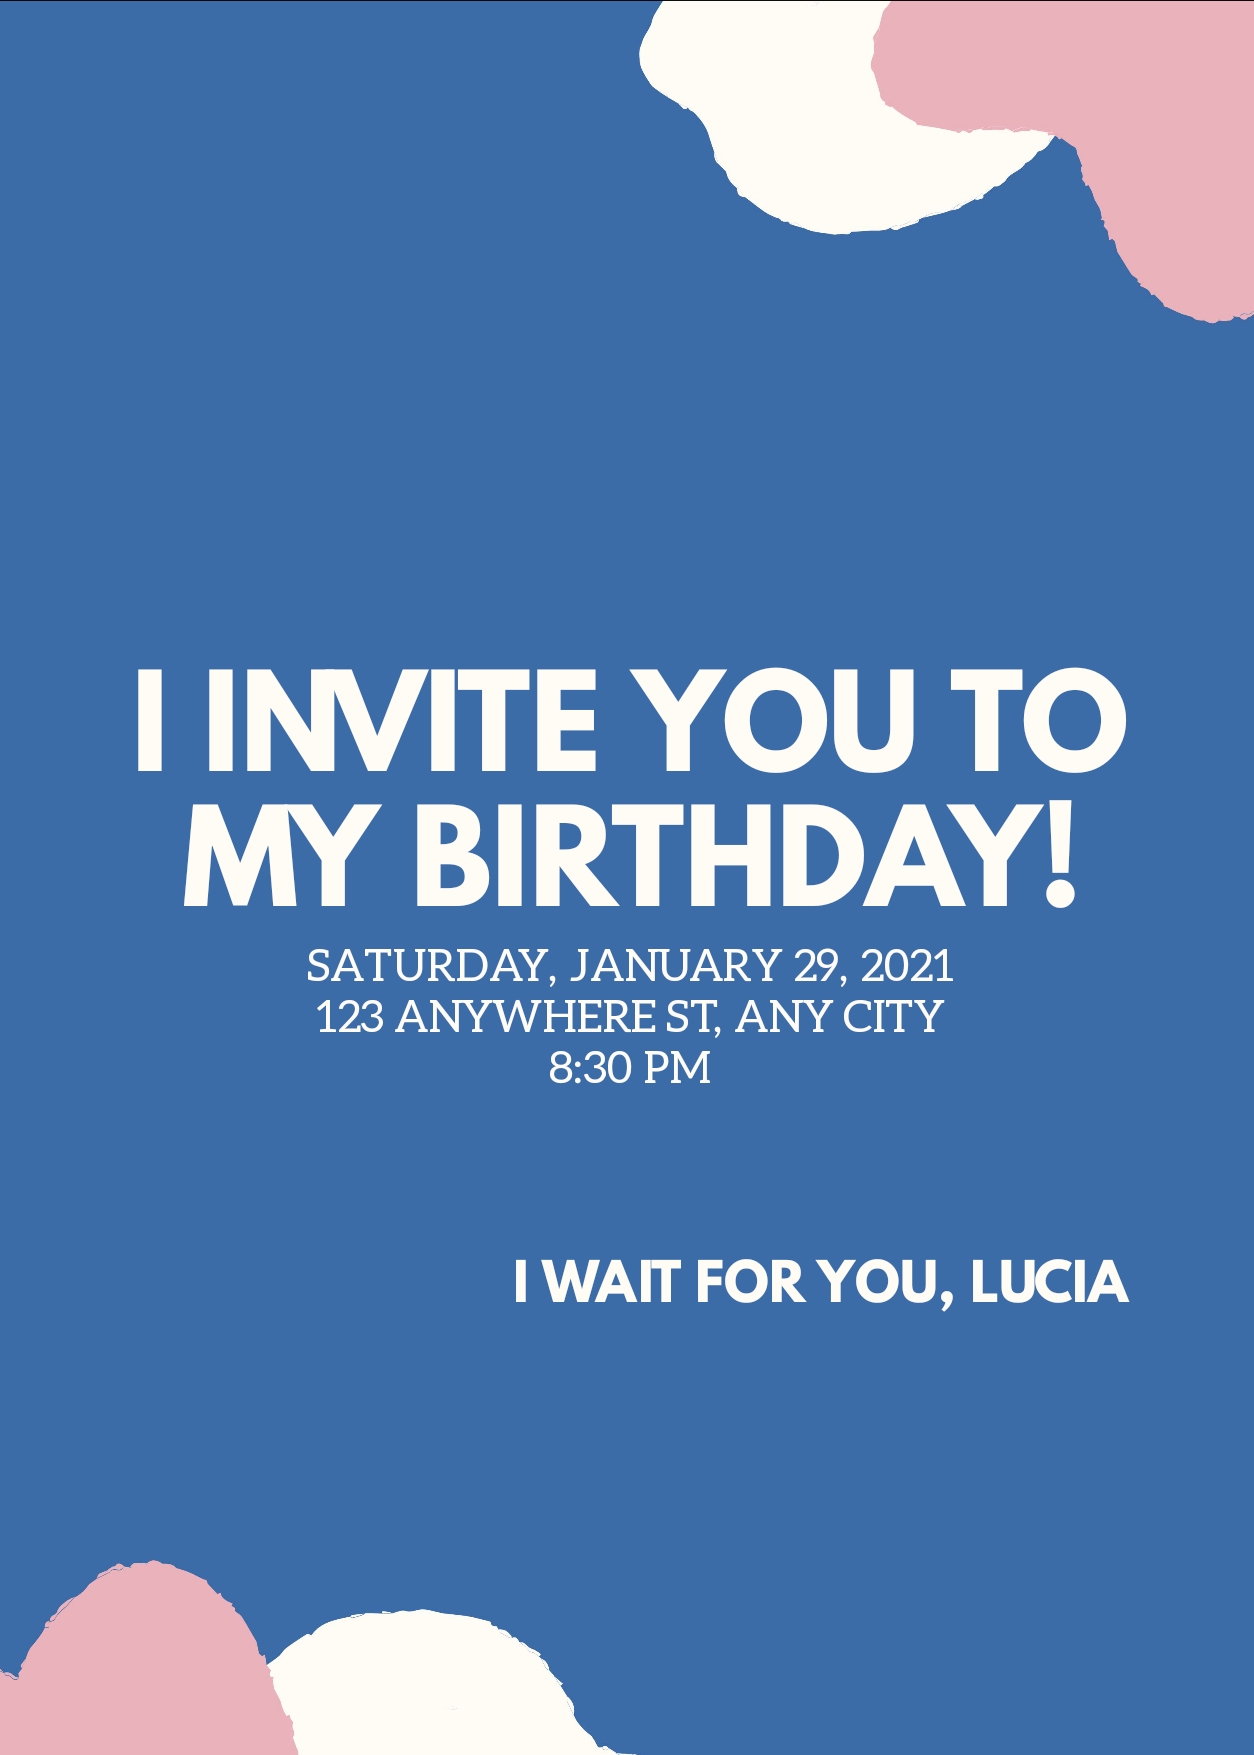 I INVITE YOU TO
MY BIRTHDAY!
SATURDAY, JANUARY 29, 2021
123 ANYWHERE ST, ANY CITY
8:30 PM
I WAIT FOR YOU, LUCIA